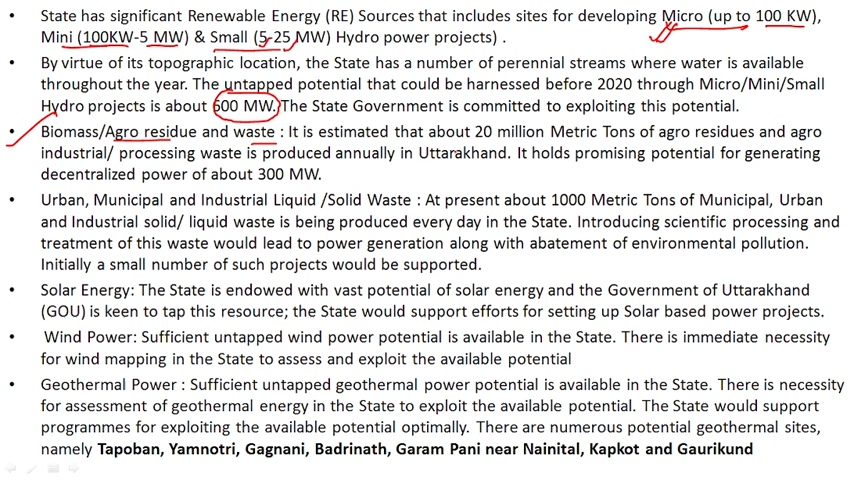 • State has significant Renewable Energy (RE) Sources that includes sites for developing Micro (up to 100 KW),
Mini (100KW-5 MW) & Small (5-25 MW) Hydro power projects) .
• By virtue of its topographic location, the State has a number of perennial streams where water is available
throughout the year. The untapped potential that could be harnessed before 2020 through Micro/Mini/Small
Hydro projects is about 600 MW. The State Government is committed to exploiting this potential.
• Biomass/Agro residue and waste : It is estimated that about 20 million Metric Tons of agro residues and agro
industrial/ processing waste is produced annually in Uttarakhand. It holds promising potential for generating
decentralized power of about 300 MW.
• Urban, Municipal and Industrial Liquid /Solid Waste : At present about 1000 Metric Tons of Municipal, Urban
and Industrial solid/ liquid waste is being produced every day in the State. Introducing scientific processing and
treatment of this waste would lead to power generation along with abatement of environmental pollution.
Initially a small number of such projects would be supported.
• Solar Energy: The State is endowed with vast potential of solar energy and the Government of Uttarakhand
(GOU) is keen to tap this resource; the State would support efforts for setting up Solar based power projects.
• Wind Power: Sufficient untapped wind power potential is available in the State. There is immediate necessity
for wind mapping in the State to assess and exploit the available potential
• Geothermal Power : Sufficient untapped geothermal power potential is available in the State. There is necessity
for assessment of geothermal energy in the State to exploit the available potential. The State would support
programmes for exploiting the available potential optimally. There are numerous potential geothermal sites,
namely Tapoban, Yamnotri, Gagnani, Badrinath, Garam Pani near Nainital, Kapkot and Gaurikund